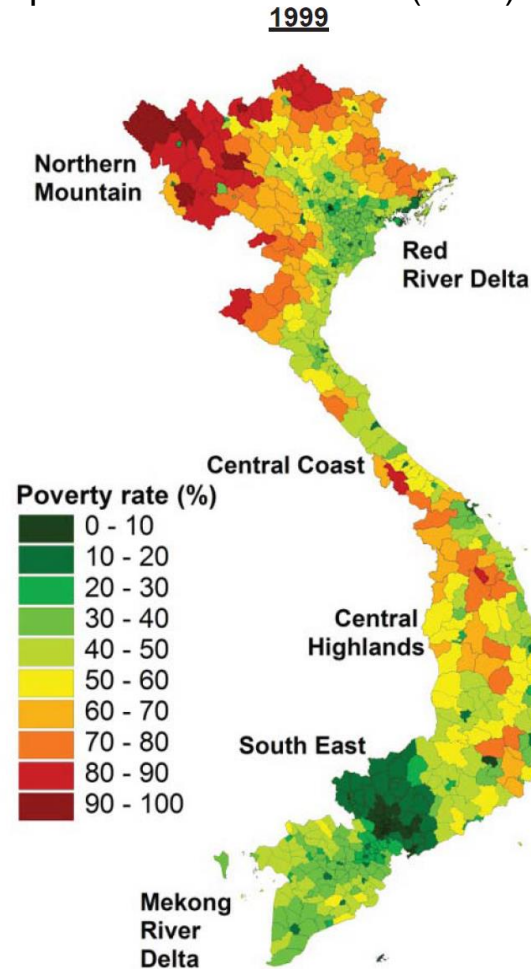 1999
Northern
Mountain
Red
River Delta
Central Coast
Poverty rate (%)
0 - 10
10 - 20
20 - 30
30 - 40
40 - 50
50 - 60
60 - 70
70 - 80
80 - 90
90 - 100
Central
Highlands
South East
Mekong
River
Delta